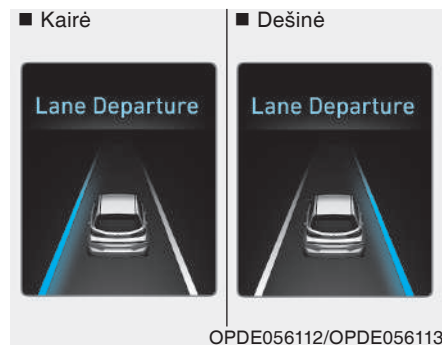 ■ Kairė
■ Dešinė
Lane Departure
Lane Departure
OPDE056112/OPDE056113